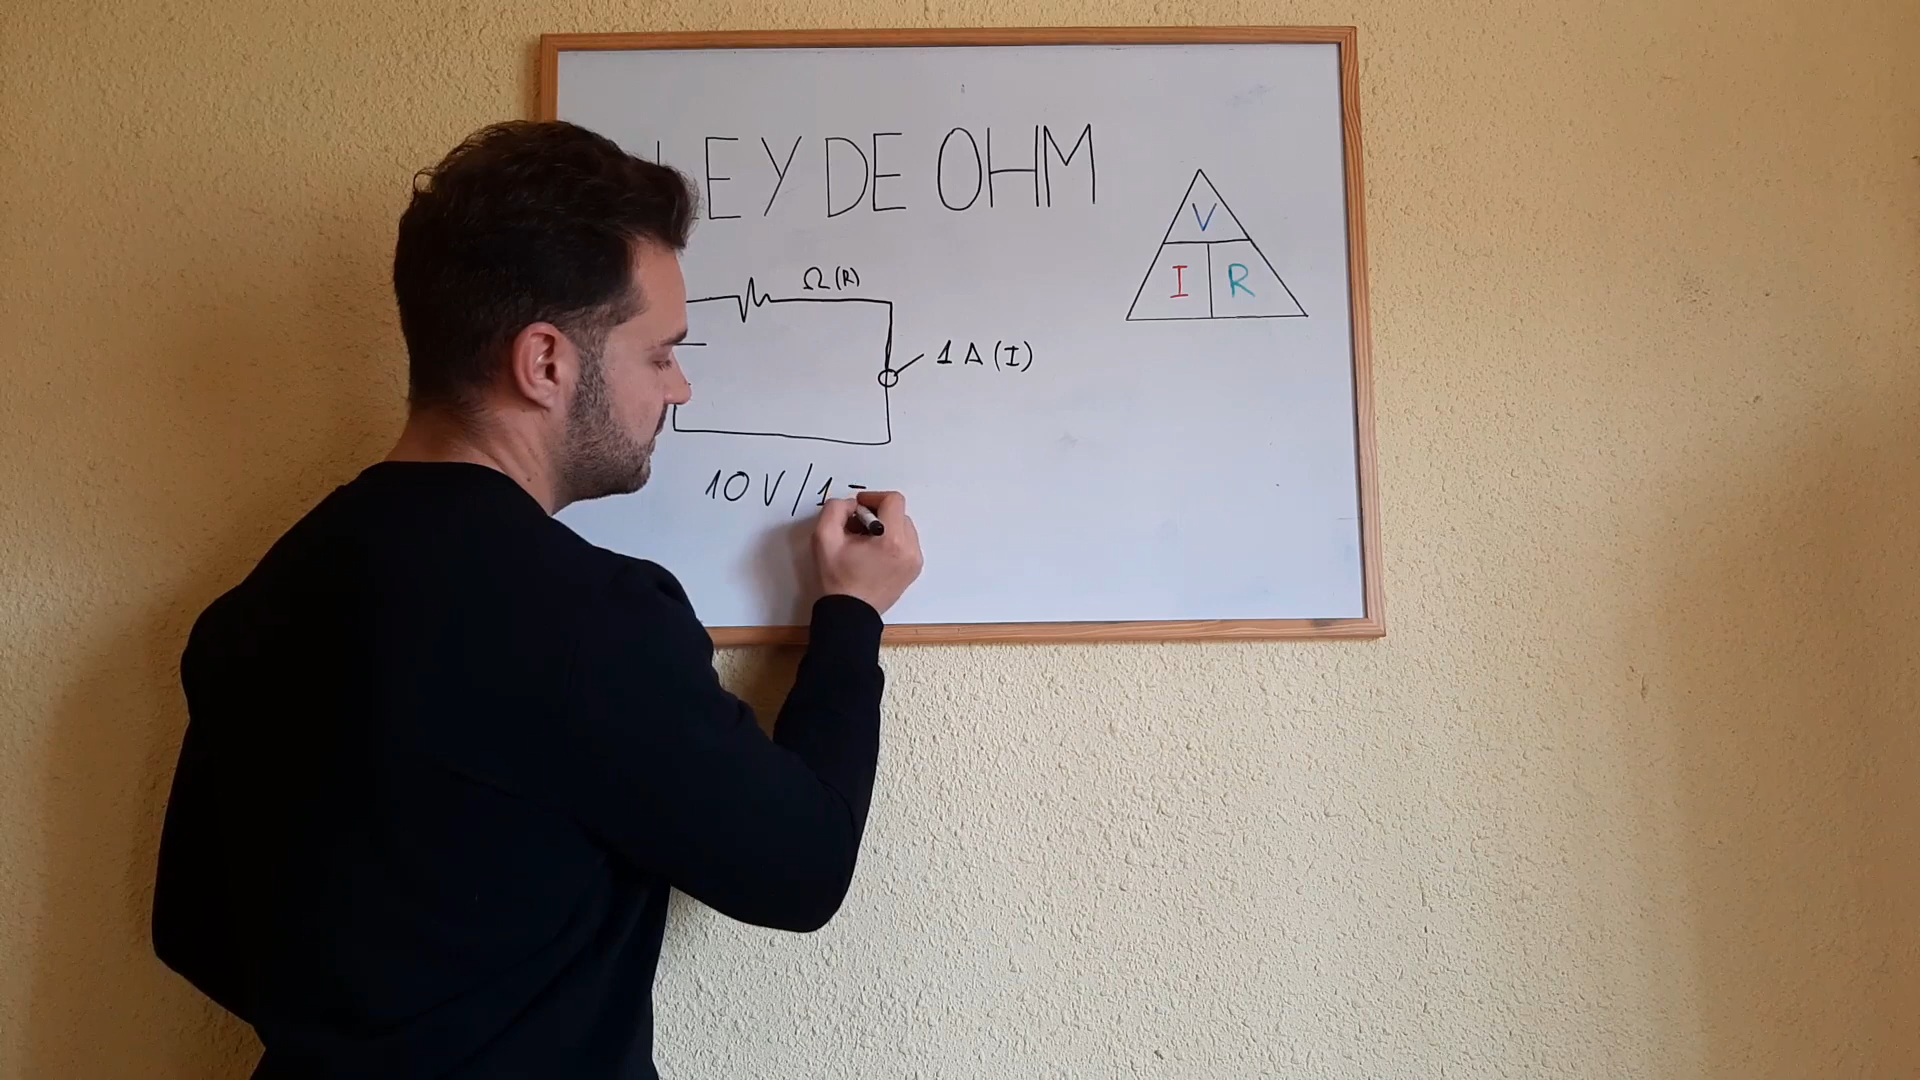 LEY DE OHM
V
I R
Ω (R)
1 A (I)
10 V / 1